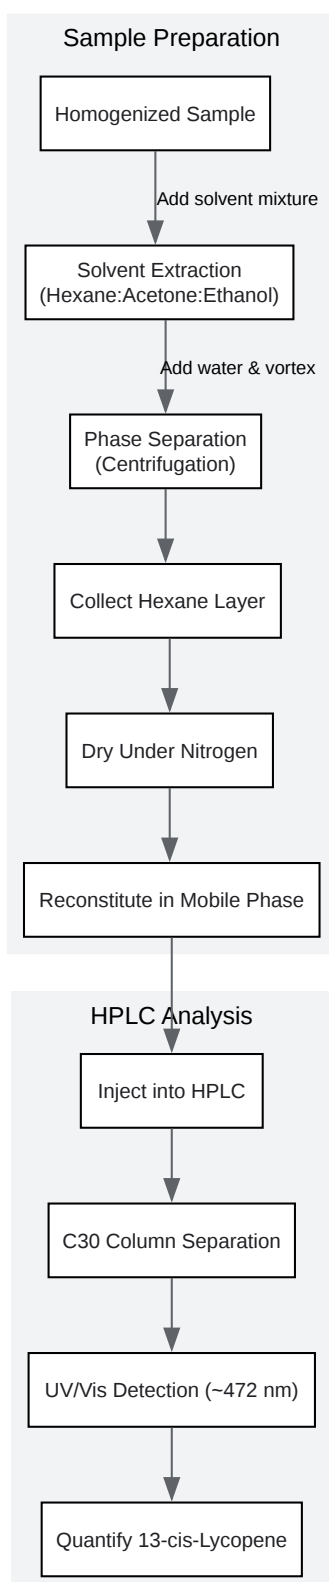 Sample Preparation
Homogenized Sample
Add solvent mixture
Solvent Extraction
(Hexane:Acetone:Ethanol)
Add water & vortex
Phase Separation
(Centrifugation)
Collect Hexane Layer
Dry Under Nitrogen
Reconstitute in Mobile Phase
HPLC Analysis
Inject into HPLC
C30 Column Separation
UV/Vis Detection (~472 nm)
Quantify 13-cis-Lycopene